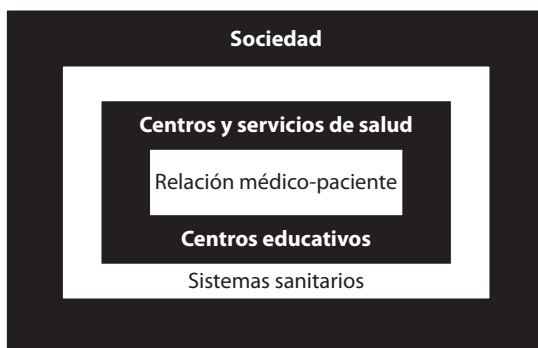 Sociedad
Centros y servicios de salud
Relación médico-paciente
Centros educativos
Sistemas sanitarios